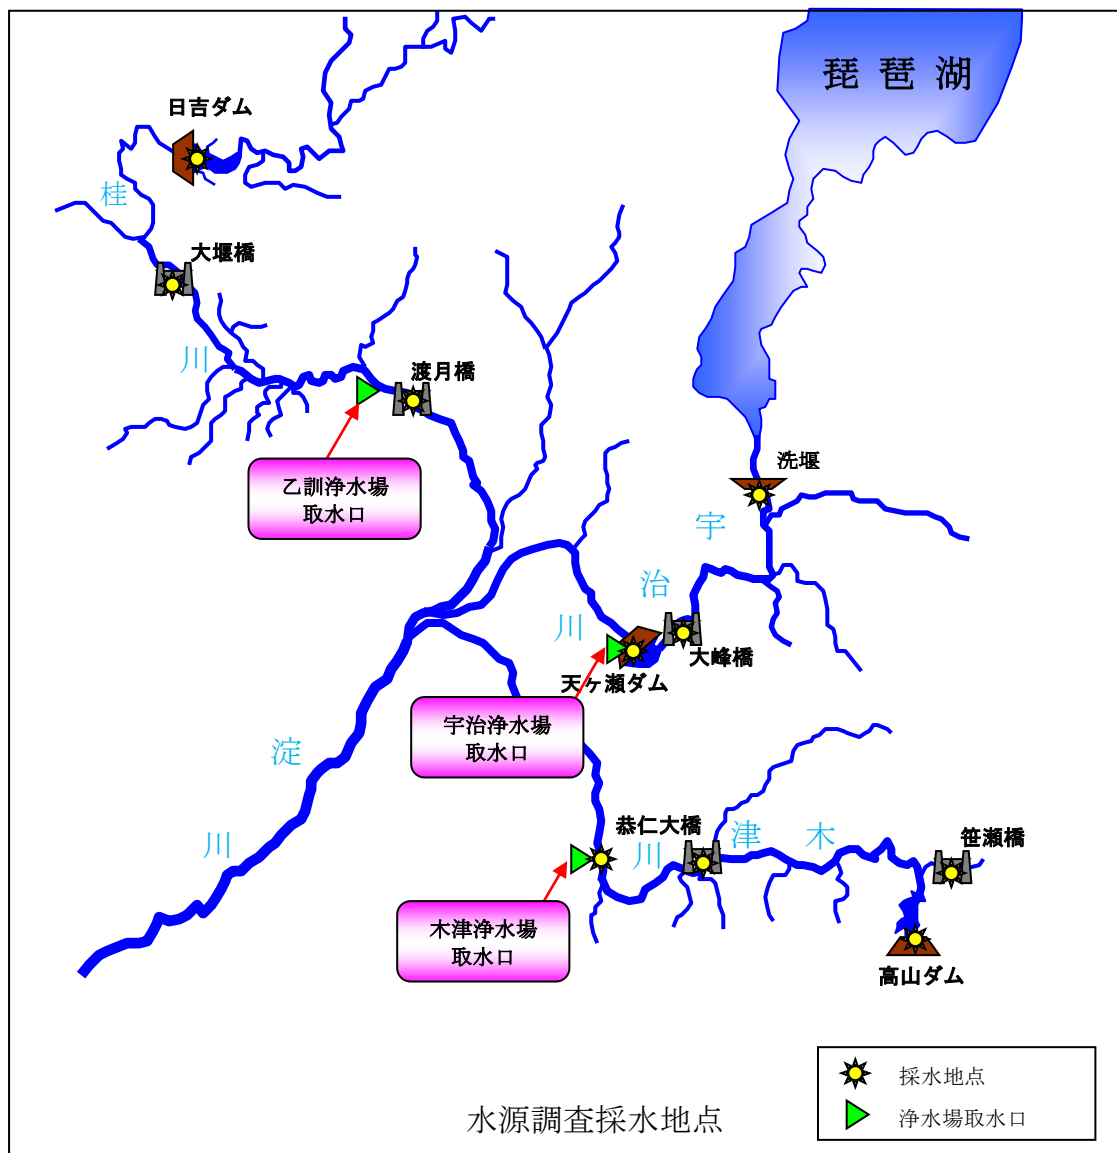 琵琶湖
日吉ダム
桂
大堰橋
川
渡月橋
乙訓浄水場
取水口
洗堰
宇
治
川
大峰橋
天ヶ瀬ダム
宇治浄水場
取水口
淀
川
恭仁大橋
川
津
木
笹瀬橋
木津浄水場
取水口
高山ダム
採水地点
浄水場取水口
水源調査採水地点